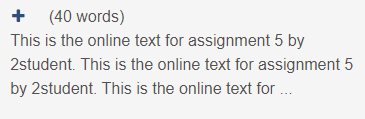 (40 words)
This is the online text for assignment 5 by
2student. This is the online text for assignment 5
by 2student. This is the online text for ...